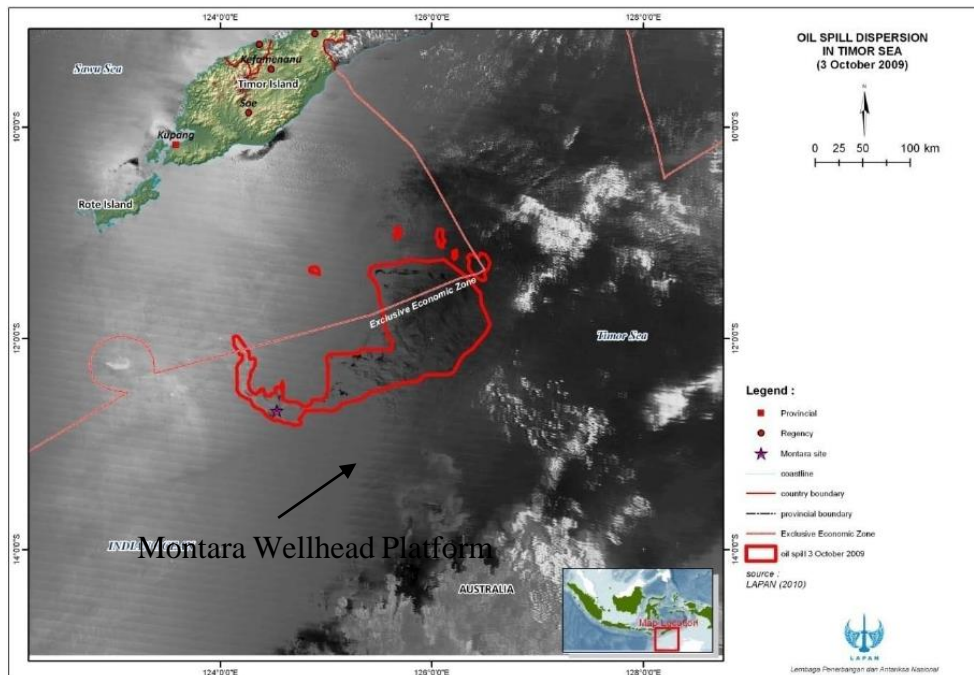 124°0'0"E
126°0'0"E
128°0'0"E
OIL SPILL DISPERSION
IN TIMOR SEA
(3 October 2009)
N
0 25 50 100 km
Sawu Sea
Kefamenanu
Timor Island
Soe
Kupang
Rote Island
10°0'0"S
10°0'0"S
Exclusive Economic Zone
Timor Sea
12°0'0"S
12°0'0"S
Montara Wellhead Platform
14°0'0"S
14°0'0"S
AUSTRALIA
Map Location
124°0'0"E
126°0'0"E
128°0'0"E
Legend :
Provincial
Regency
Montara site
coastline
country boundary
provincial boundary
Exclusive Economic Zone
oil spill 3 October 2009
source :
LAPAN (2010)
LAPAN
Lembaga Penerbangan dan Antariksa Nasional